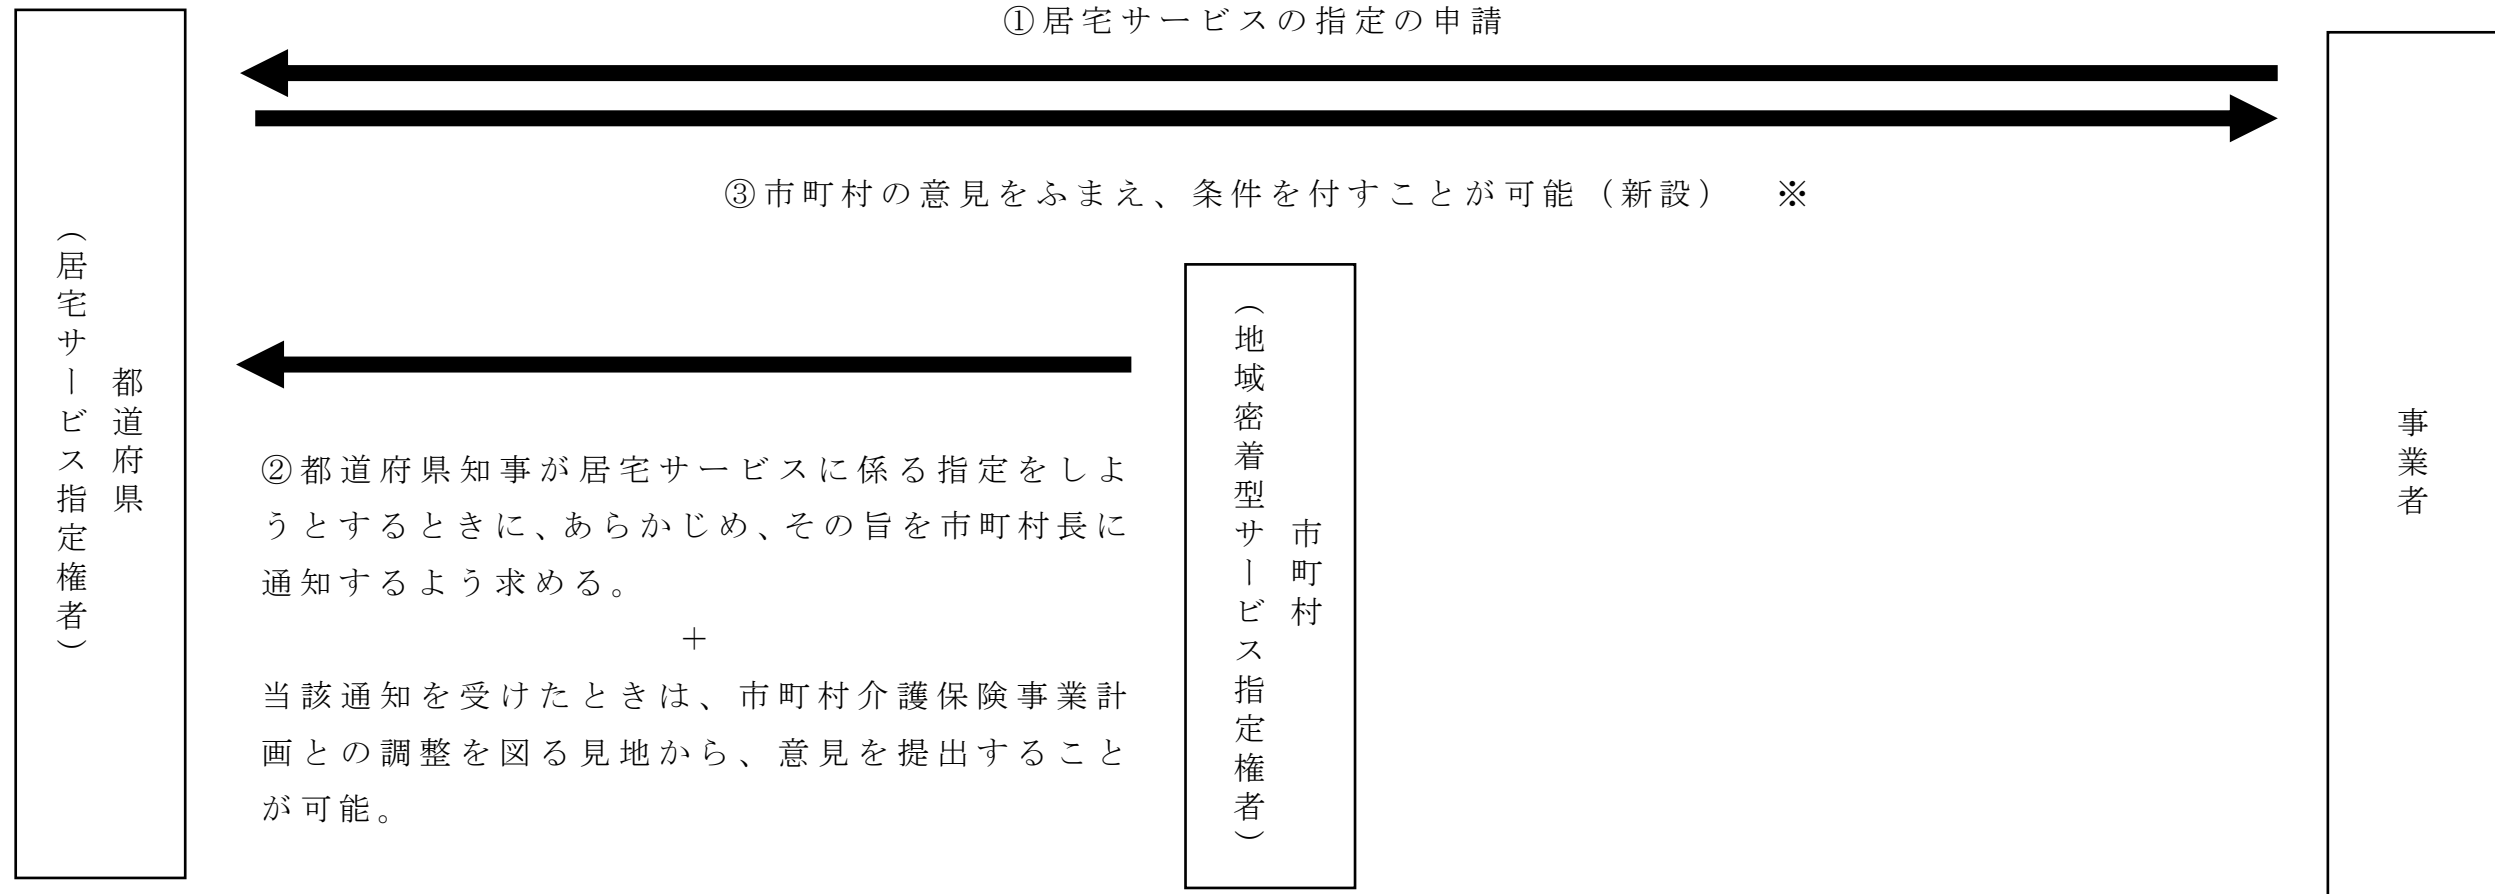 ①居宅サービスの指定の申請
③市町村の意見をふまえ、条件を付すことが可能（新設）　※
都道府県
（居宅サービス指定権者）
②都道府県知事が居宅サービスに係る指定をしよ
うとするときに、あらかじめ、その旨を市町村長に
通知するよう求める。
＋
当該通知を受けたときは、市町村介護保険事業計
画との調整を図る見地から、意見を提出すること
が可能。
市町村
（地域密着型サービス指定権者）
事業者